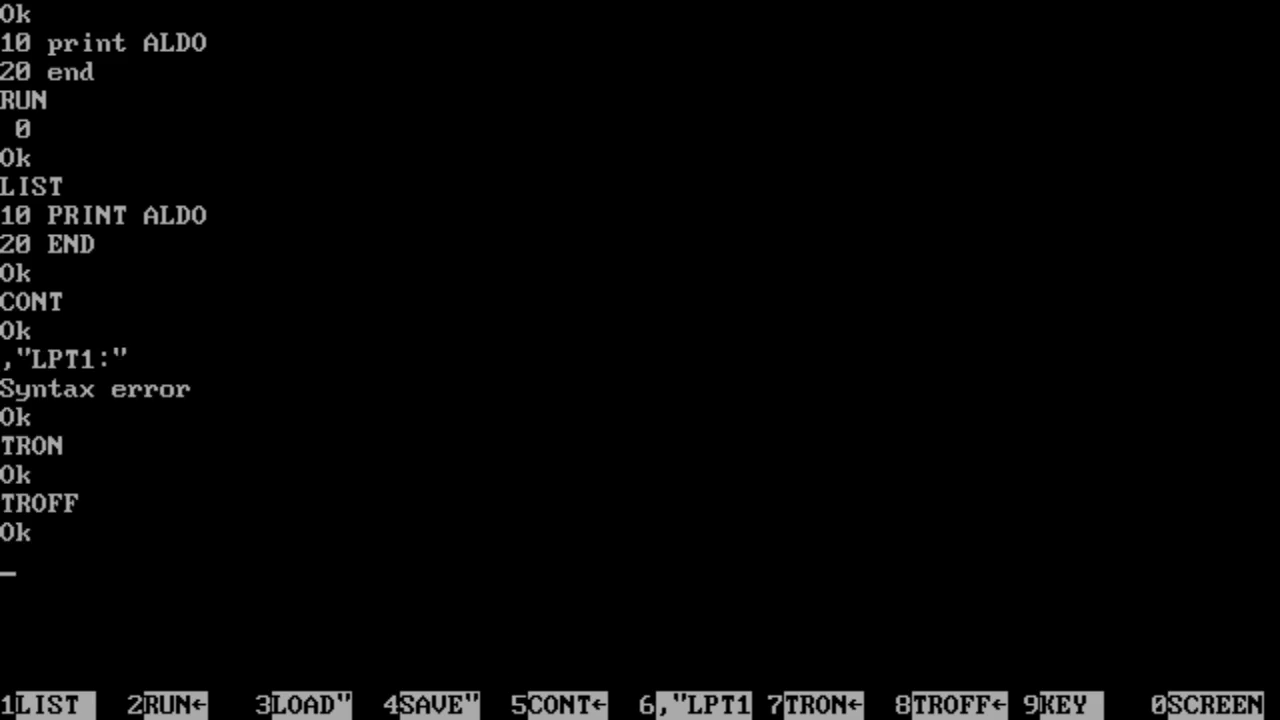 Ok
10 print ALDO
20 end
RUN
 0
Ok
LIST
10 PRINT ALDO
20 END
Ok
CONT
Ok
,"LPT1:"
Syntax error
Ok
TRON
Ok
TROFF
Ok
1LIST 2RUN← 3LOAD" 4SAVE" 5CONT← 6,"LPT1 7TRON← 8TROFF← 9KEY 0SCREEN